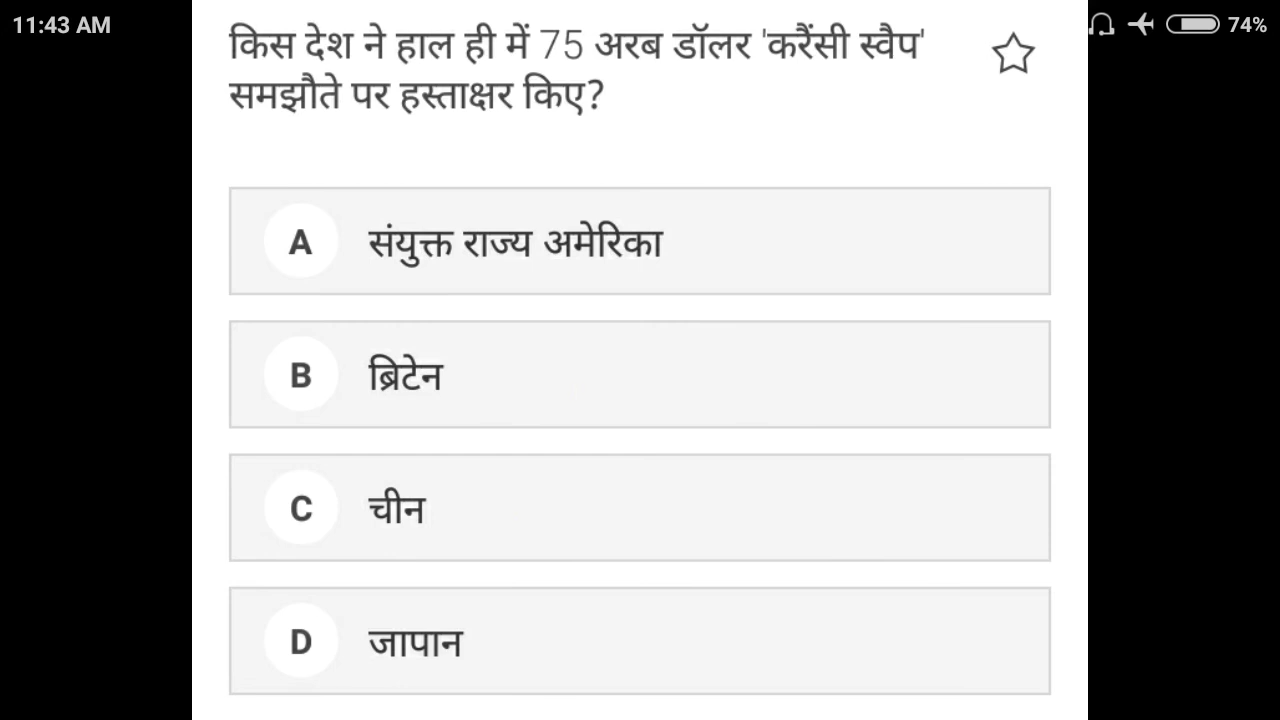 11:43 AM
74%
किस देश ने हाल ही में 75 अरब डॉलर 'करैंसी स्वैप'
समझौते पर हस्ताक्षर किए?
A संयुक्त राज्य अमेरिका
B ब्रिटेन
C चीन
D जापान